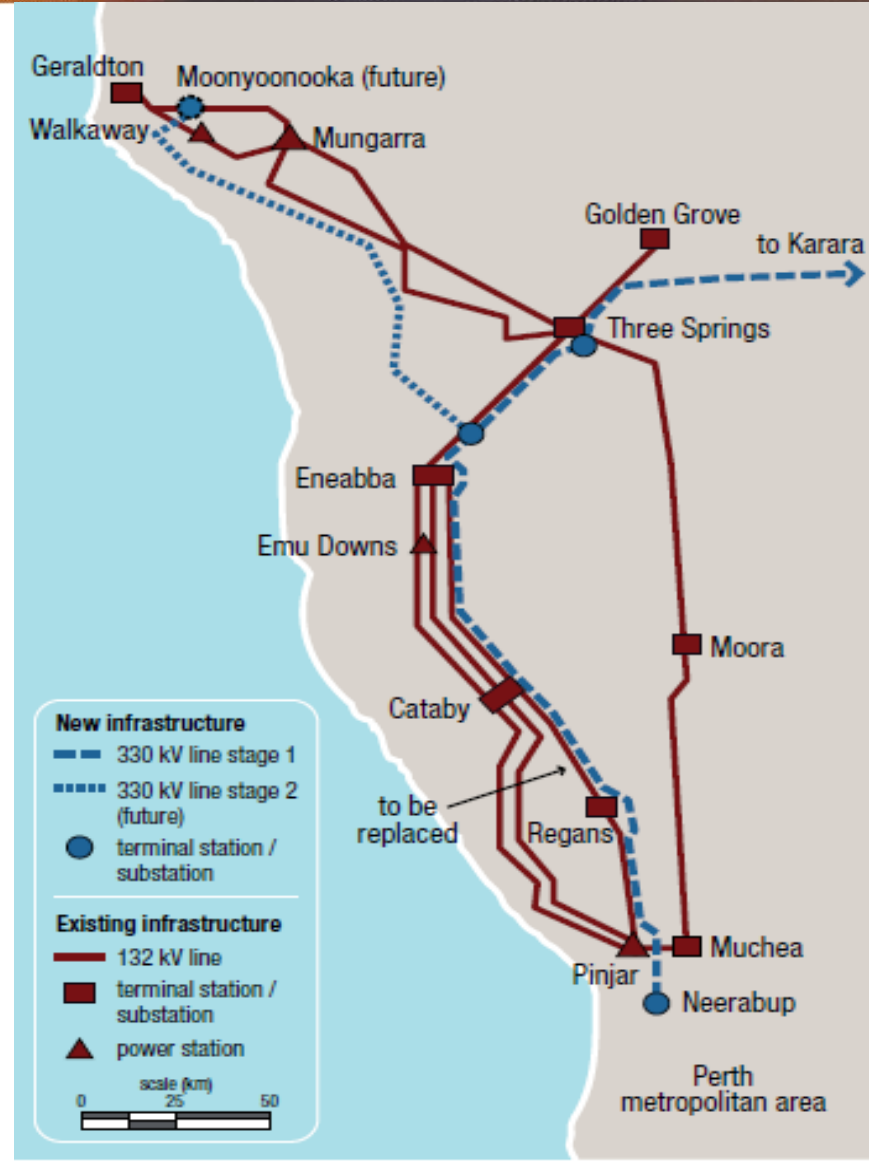 Geraldton
Moonyoonooka (future)
Walkaway
Mungarra
Golden Grove
to Karara
Three Springs
Eneabba
Emu Downs
Moora
Cataby
to be
replaced
Regans
Muchea
Pinjar
Neerabup
Perth
metropolitan area
New infrastructure
330 kV line stage 1
330 kV line stage 2
(future)
terminal station /
substation
Existing infrastructure
132 kV line
terminal station /
substation
power station
scale (km)
0 25 50